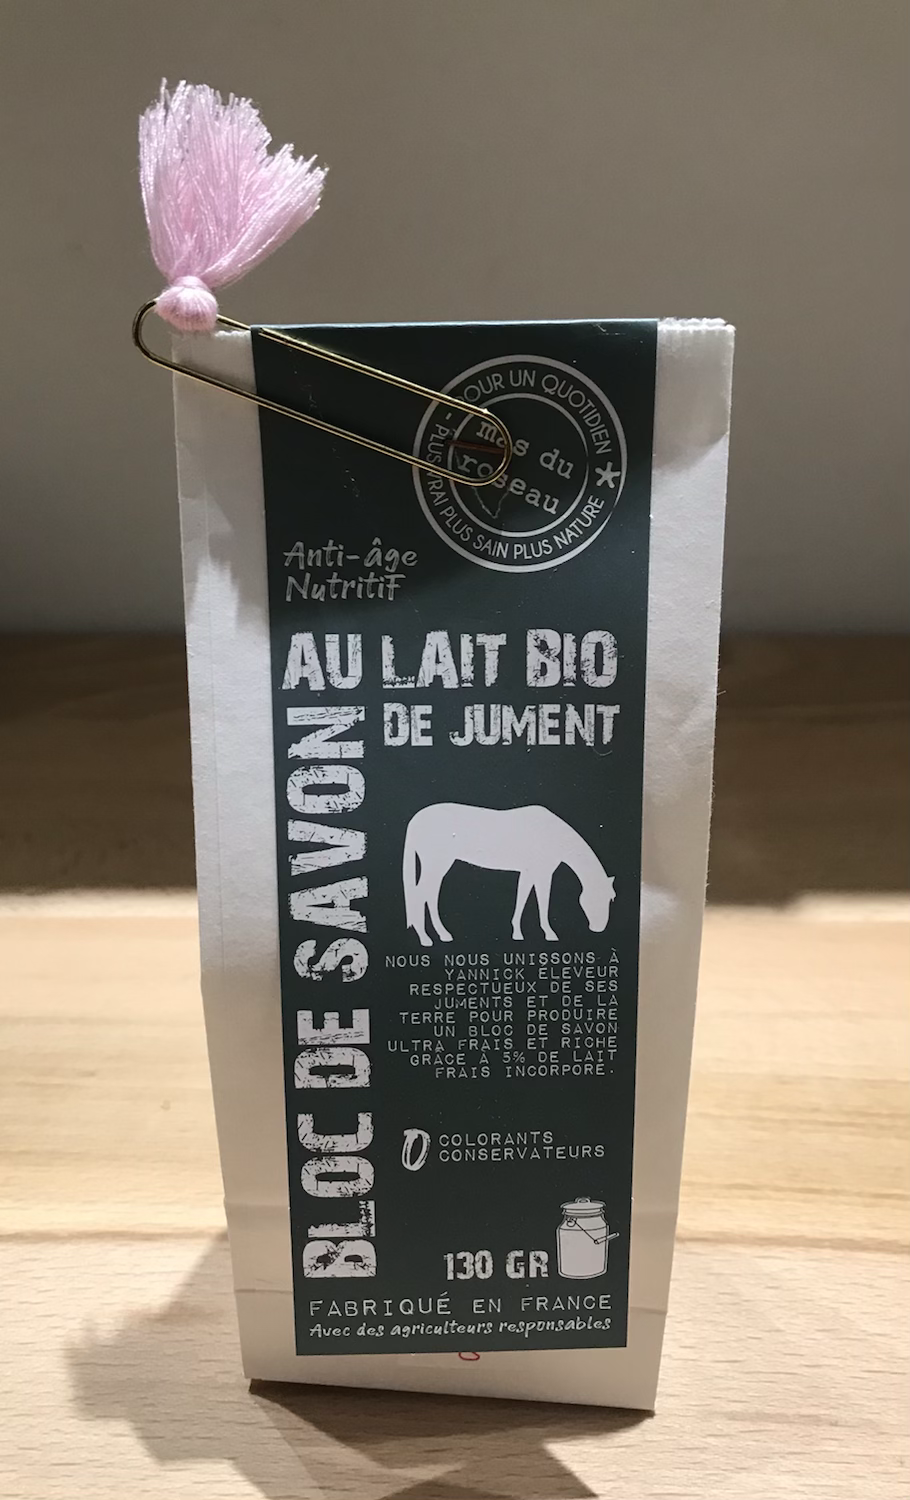 POUR UN QUOTIDIEN
PLUS VRAI PLUS SAIN PLUS NATURE
mas du
roseau
Anti-âge
Nutritif
AU LAIT BIO
DE JUMENT
BLOC DE SAVON
NOUS NOUS UNISSONS À
YANNICK ÉLEVEUR
RESPECTUEUX DE SES
JUMENTS ET DE LA
TERRE POUR PRODUIRE
UN BLOC DE SAVON
ULTRA FRAIS ET RICHE
GRÂCE À 5% DE LAIT
FRAIS INCORPORÉ.
0 COLORANTS
CONSERVATEURS
130 GR
FABRIQUÉ EN FRANCE
Avec des agriculteurs responsables